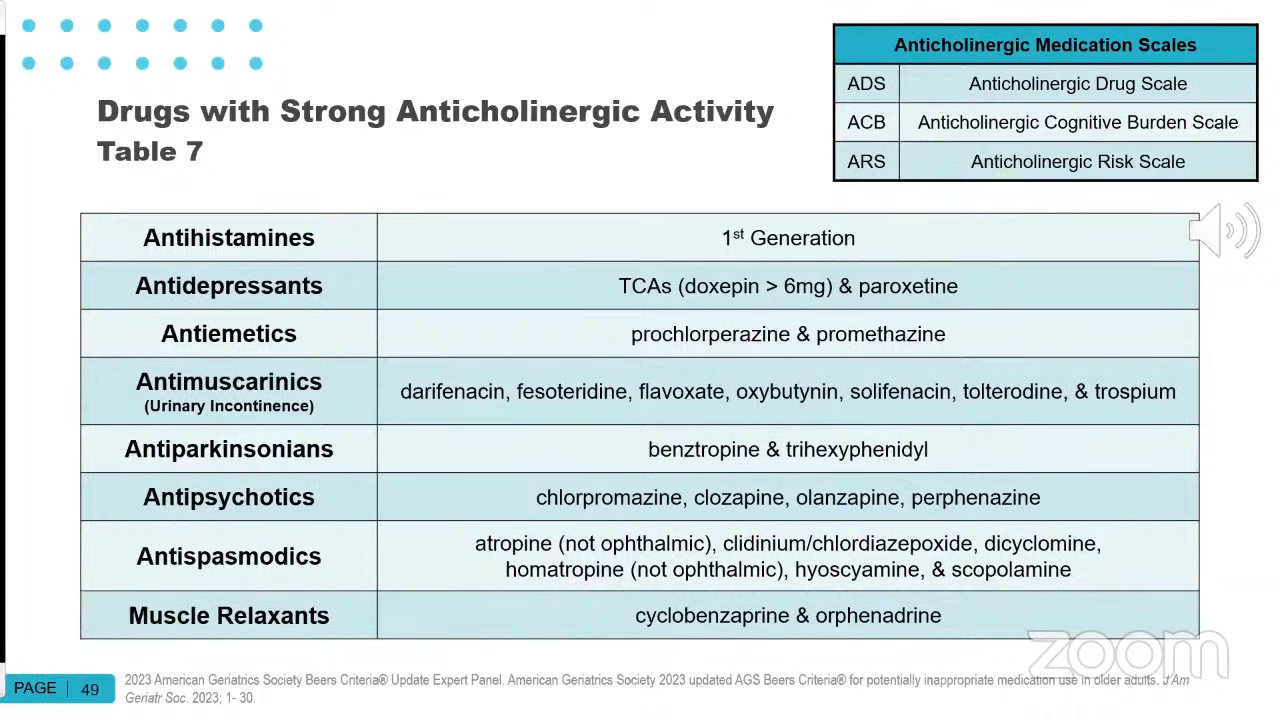 Anticholinergic Medication Scales
ADS Anticholinergic Drug Scale
ACB Anticholinergic Cognitive Burden Scale
ARS Anticholinergic Risk Scale
Drugs with Strong Anticholinergic Activity
Table 7
Antihistamines 1st Generation
Antidepressants TCAs (doxepin > 6mg) & paroxetine
Antiemetics prochlorperazine & promethazine
Antimuscarinics
(Urinary Incontinence)
darifenacin, fesoteridine, flavoxate, oxybutynin, solifenacin, tolterodine, & trospium
Antiparkinsonians benztropine & trihexyphenidyl
Antipsychotics chlorpromazine, clozapine, olanzapine, perphenazine
Antispasmodics
atropine (not ophthalmic), clidinium/chlordiazepoxide, dicyclomine,
homatropine (not ophthalmic), hyoscyamine, & scopolamine
Muscle Relaxants cyclobenzaprine & orphenadrine
zoom
PAGE | 49
2023 American Geriatrics Society Beers Criteria® Update Expert Panel. American Geriatrics Society 2023 updated AGS Beers Criteria® for potentially inappropriate medication use in older adults. J Am
Geriatr Soc. 2023; 1- 30.